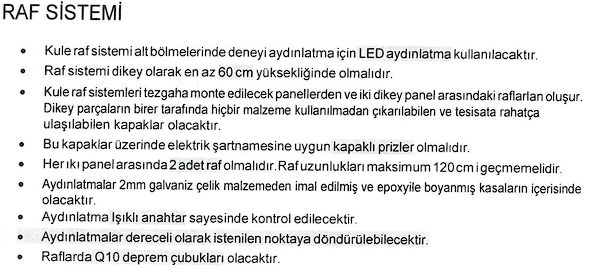 RAF SİSTEMİ
• Kule raf sistemi alt bölmelerinde deneyi aydınlatma için LED aydınlatma kullanılacaktır.
• Raf sistemi dikey olarak en az 60 cm yüksekliğinde olmalıdır.
• Kule raf sistemleri tezgaha monte edilecek panellerden ve iki dikey panel arasındaki raflardan oluşur.
Dikey parçaların birer tarafında hiçbir malzeme kullanılmadan çıkarılabilen ve tesisata rahatça
ulaşılabilen kapaklar olacaktır.
• Bu kapaklar üzerinde elektrik şartnamesine uygun kapaklı prizler olmalıdır.
• Her iki panel arasında 2 adet raf olmalıdır. Raf uzunlukları maksimum 120 cm i geçmemelidir.
• Aydınlatmalar 2mm galvaniz çelik malzemeden imal edilmiş ve epoxyile boyanmış kasaların içerisinde
olacaktır.
• Aydınlatma Işıklı anahtar sayesinde kontrol edilecektir.
• Aydınlatmalar dereceli olarak istenilen noktaya döndürülebilecektir.
• Raflarda Q10 deprem çubukları olacaktır.